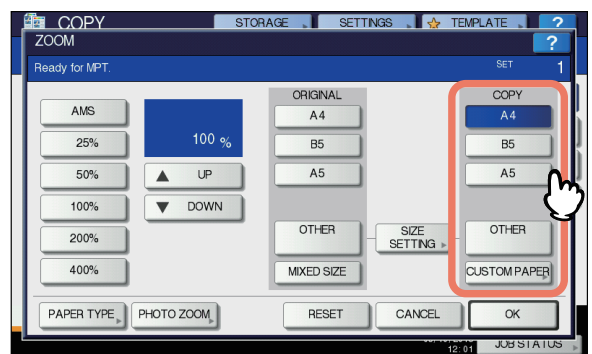 COPY STORAGE SETTINGS TEMPLATE ?
ZOOM ?
Ready for MPT. SET 1
ORIGINAL COPY
AMS A4 A4
25% 100 % B5 B5
50% UP A5 A5
100% DOWN
200% OTHER SIZE SETTING OTHER
400% MIXED SIZE CUSTOM PAPER
PAPER TYPE PHOTO ZOOM RESET CANCEL OK
12:01 JOB STATUS